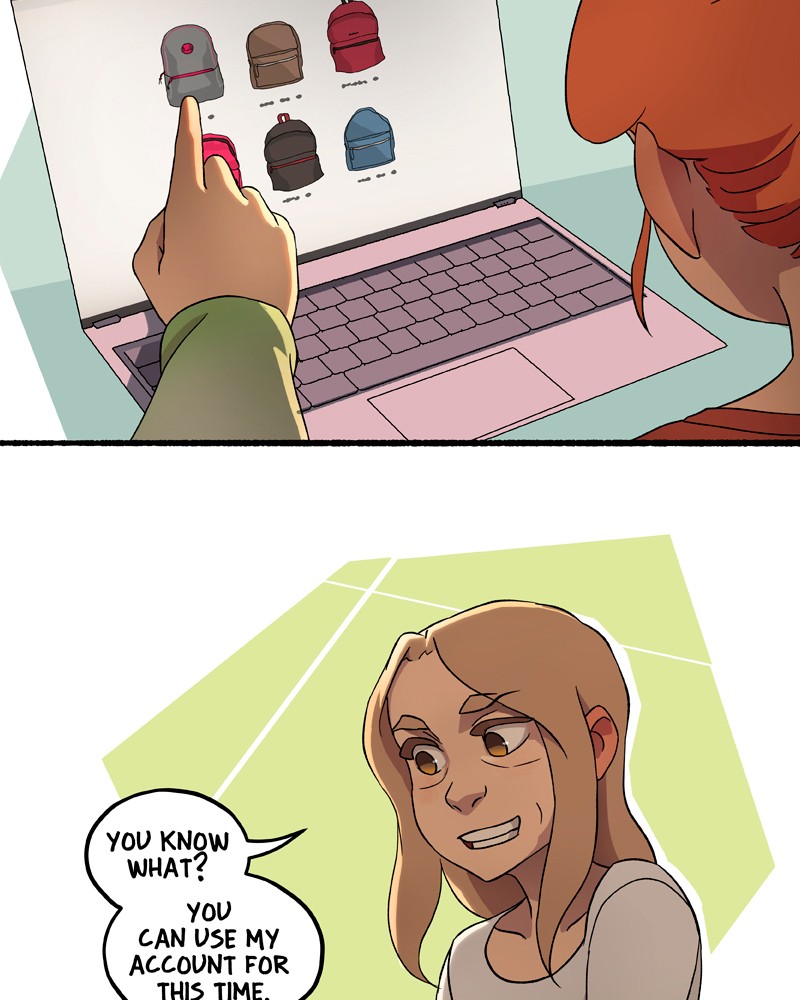 YOU KNOW
WHAT?
YOU
CAN USE MY
ACCOUNT FOR
THIS TIME.